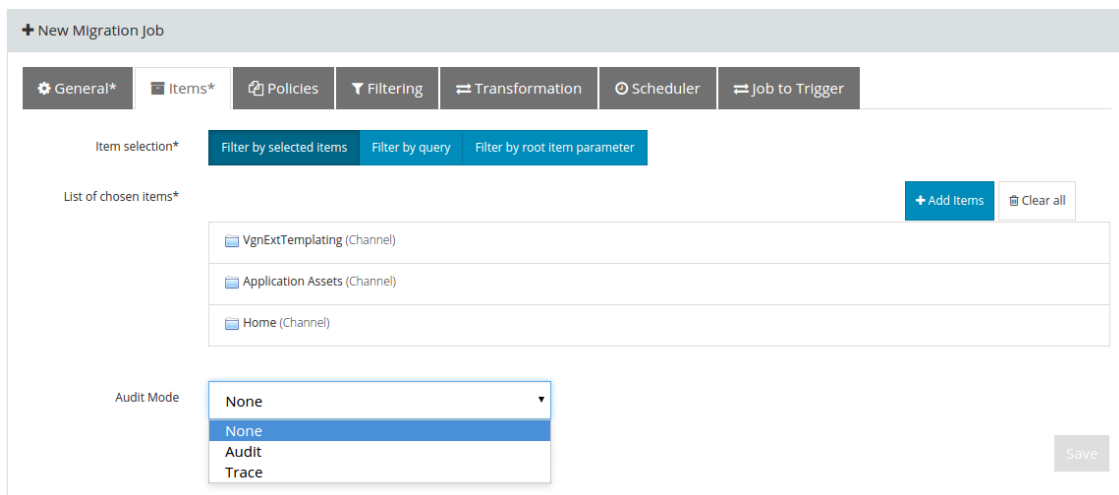 New Migration Job
General* Items* Policies Filtering Transformation Scheduler Job to Trigger
Item selection* Filter by selected items Filter by query Filter by root item parameter
List of chosen items* Add Items Clear all
VgnExtTemplating (Channel)
Application Assets (Channel)
Home (Channel)
Audit Mode None
None
Audit
Save
Trace